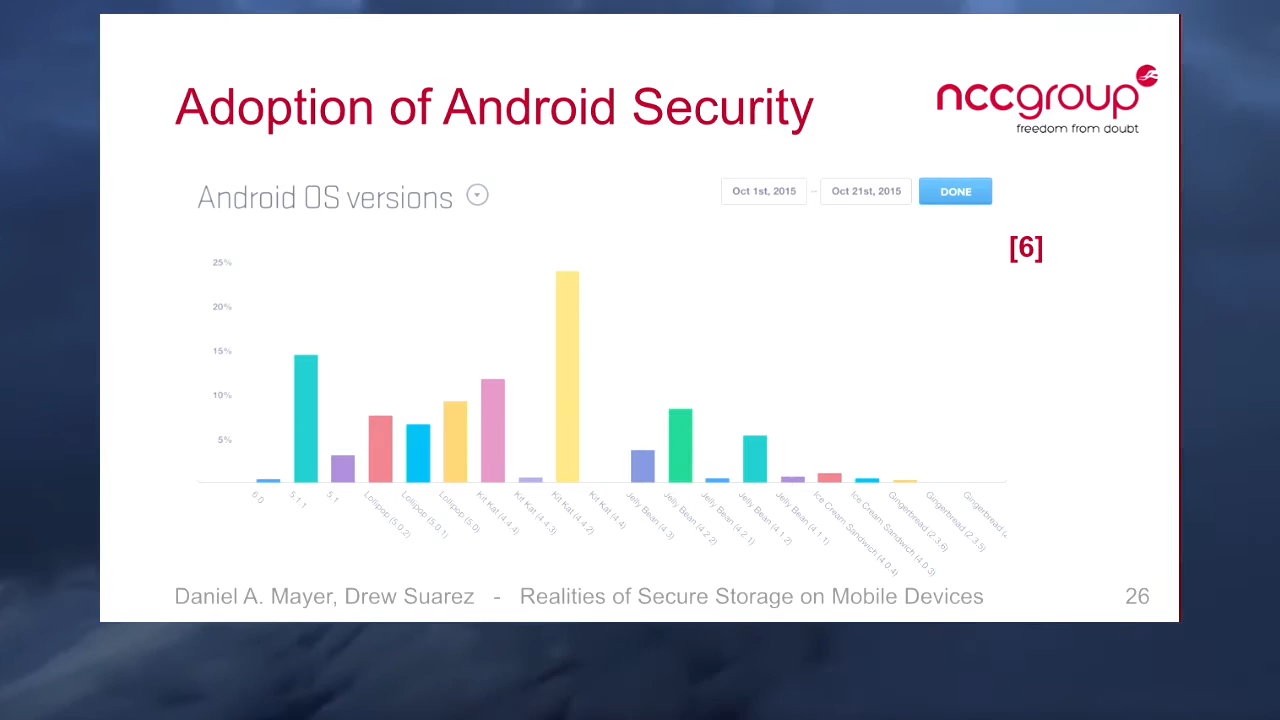 Adoption of Android Security
nccgroup
freedom from doubt
Android OS versions
Oct 1st, 2015 – Oct 21st, 2015 DONE
[6]
25%
20%
15%
10%
5%
6.0
5.1.1
5.1
Lollipop (5.0.2)
Lollipop (5.0.1)
Lollipop (5.0)
Kit Kat (4.4.4)
Kit Kat (4.4.3)
Kit Kat (4.4.2)
Kit Kat (4.4)
Jelly Bean (4.3)
Jelly Bean (4.2.2)
Jelly Bean (4.2.1)
Jelly Bean (4.1.2)
Jelly Bean (4.1.1)
Ice Cream Sandwich (4.0.4)
Ice Cream Sandwich (4.0.3)
Gingerbread (2.3.6)
Gingerbread (2.3.5)
Gingerbread (2
Daniel A. Mayer, Drew Suarez - Realities of Secure Storage on Mobile Devices 26